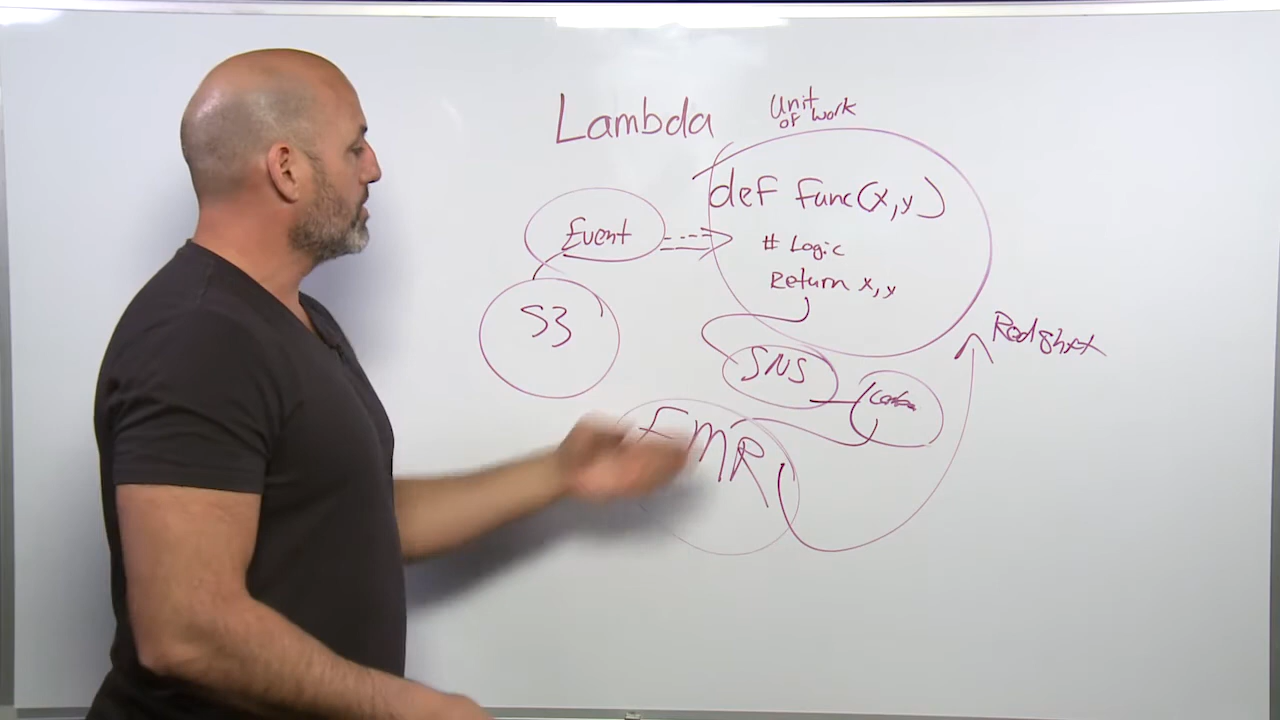 Lambda
Unit
of work
def func(x,y)
Event
# Logic
Return x,y
S3
SNS
EMR